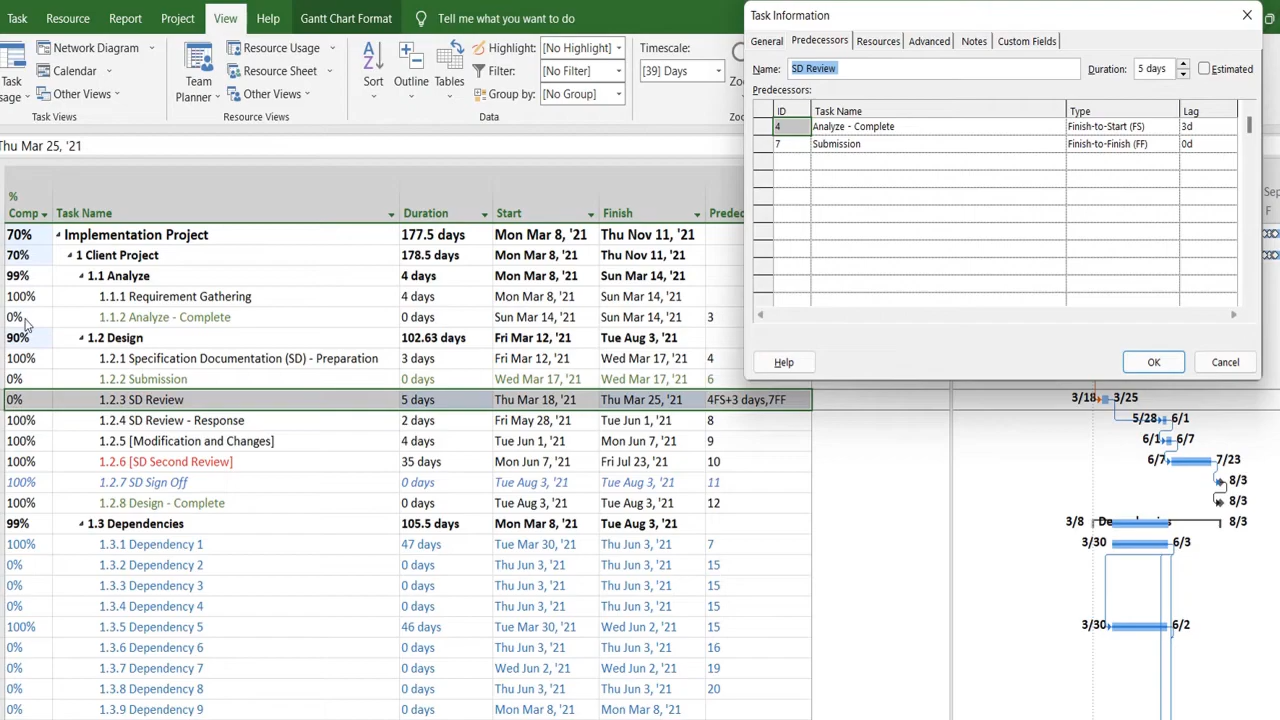 Task Resource Report Project View Help Gantt Chart Format Tell me what you want to do
Network Diagram Resource Usage Highlight: [No Highlight] Timescale:
Task Calendar Team Resource Sheet Sort Outline Tables Filter: [No Filter] [39] Days
Other Views Planner Other Views Group by: [No Group]
Task Views Resource Views Data
Task Information
General Predecessors Resources Advanced Notes Custom Fields
Name: SD Review Duration: 5 days Estimated
Predecessors:
ID Task Name Type Lag
4 Analyze - Complete Finish-to-Start (FS) 3d
7 Submission Finish-to-Finish (FF) 0d
Help OK Cancel
Thu Mar 25, '21
%
Comp Task Name Duration Start Finish
70% Implementation Project 177.5 days Mon Mar 8, '21 Thu Nov 11, '21
70% 1 Client Project 178.5 days Mon Mar 8, '21 Thu Nov 11, '21
99% 1.1 Analyze 4 days Mon Mar 8, '21 Sun Mar 14, '21
100% 1.1.1 Requirement Gathering 4 days Mon Mar 8, '21 Sun Mar 14, '21
0% 1.1.2 Analyze - Complete 0 days Sun Mar 14, '21 Sun Mar 14, '21 3
90% 1.2 Design 102.63 days Fri Mar 12, '21 Tue Aug 3, '21
100% 1.2.1 Specification Documentation (SD) - Preparation 3 days Fri Mar 12, '21 Wed Mar 17, '21 4
0% 1.2.2 Submission 0 days Wed Mar 17, '21 Wed Mar 17, '21 6
0% 1.2.3 SD Review 5 days Thu Mar 18, '21 Thu Mar 25, '21 4FS+3 days,7FF 3/18 3/25
100% 1.2.4 SD Review - Response 2 days Fri May 28, '21 Tue Jun 1, '21 8 5/28 6/1
100% 1.2.5 [Modification and Changes] 4 days Tue Jun 1, '21 Mon Jun 7, '21 9 6/1 6/7
100% 1.2.6 [SD Second Review] 35 days Mon Jun 7, '21 Fri Jul 23, '21 10 6/7 7/23
100% 1.2.7 SD Sign Off 0 days Tue Aug 3, '21 Tue Aug 3, '21 11 8/3
100% 1.2.8 Design - Complete 0 days Tue Aug 3, '21 Tue Aug 3, '21 12 8/3
99% 1.3 Dependencies 105.5 days Mon Mar 8, '21 Tue Aug 3, '21 3/8 8/3
100% 1.3.1 Dependency 1 47 days Tue Mar 30, '21 Thu Jun 3, '21 7 3/30 6/3
0% 1.3.2 Dependency 2 0 days Thu Jun 3, '21 Thu Jun 3, '21 15
0% 1.3.3 Dependency 3 0 days Thu Jun 3, '21 Thu Jun 3, '21 15
0% 1.3.4 Dependency 4 0 days Thu Jun 3, '21 Thu Jun 3, '21 15
100% 1.3.5 Dependency 5 46 days Tue Mar 30, '21 Wed Jun 2, '21 15 3/30 6/2
0% 1.3.6 Dependency 6 0 days Thu Jun 3, '21 Thu Jun 3, '21 16
0% 1.3.7 Dependency 7 0 days Wed Jun 2, '21 Wed Jun 2, '21 19
0% 1.3.8 Dependency 8 0 days Thu Jun 3, '21 Thu Jun 3, '21 20
0% 1.3.9 Dependency 9 0 days Mon Mar 8, '21 Mon Mar 8, '21